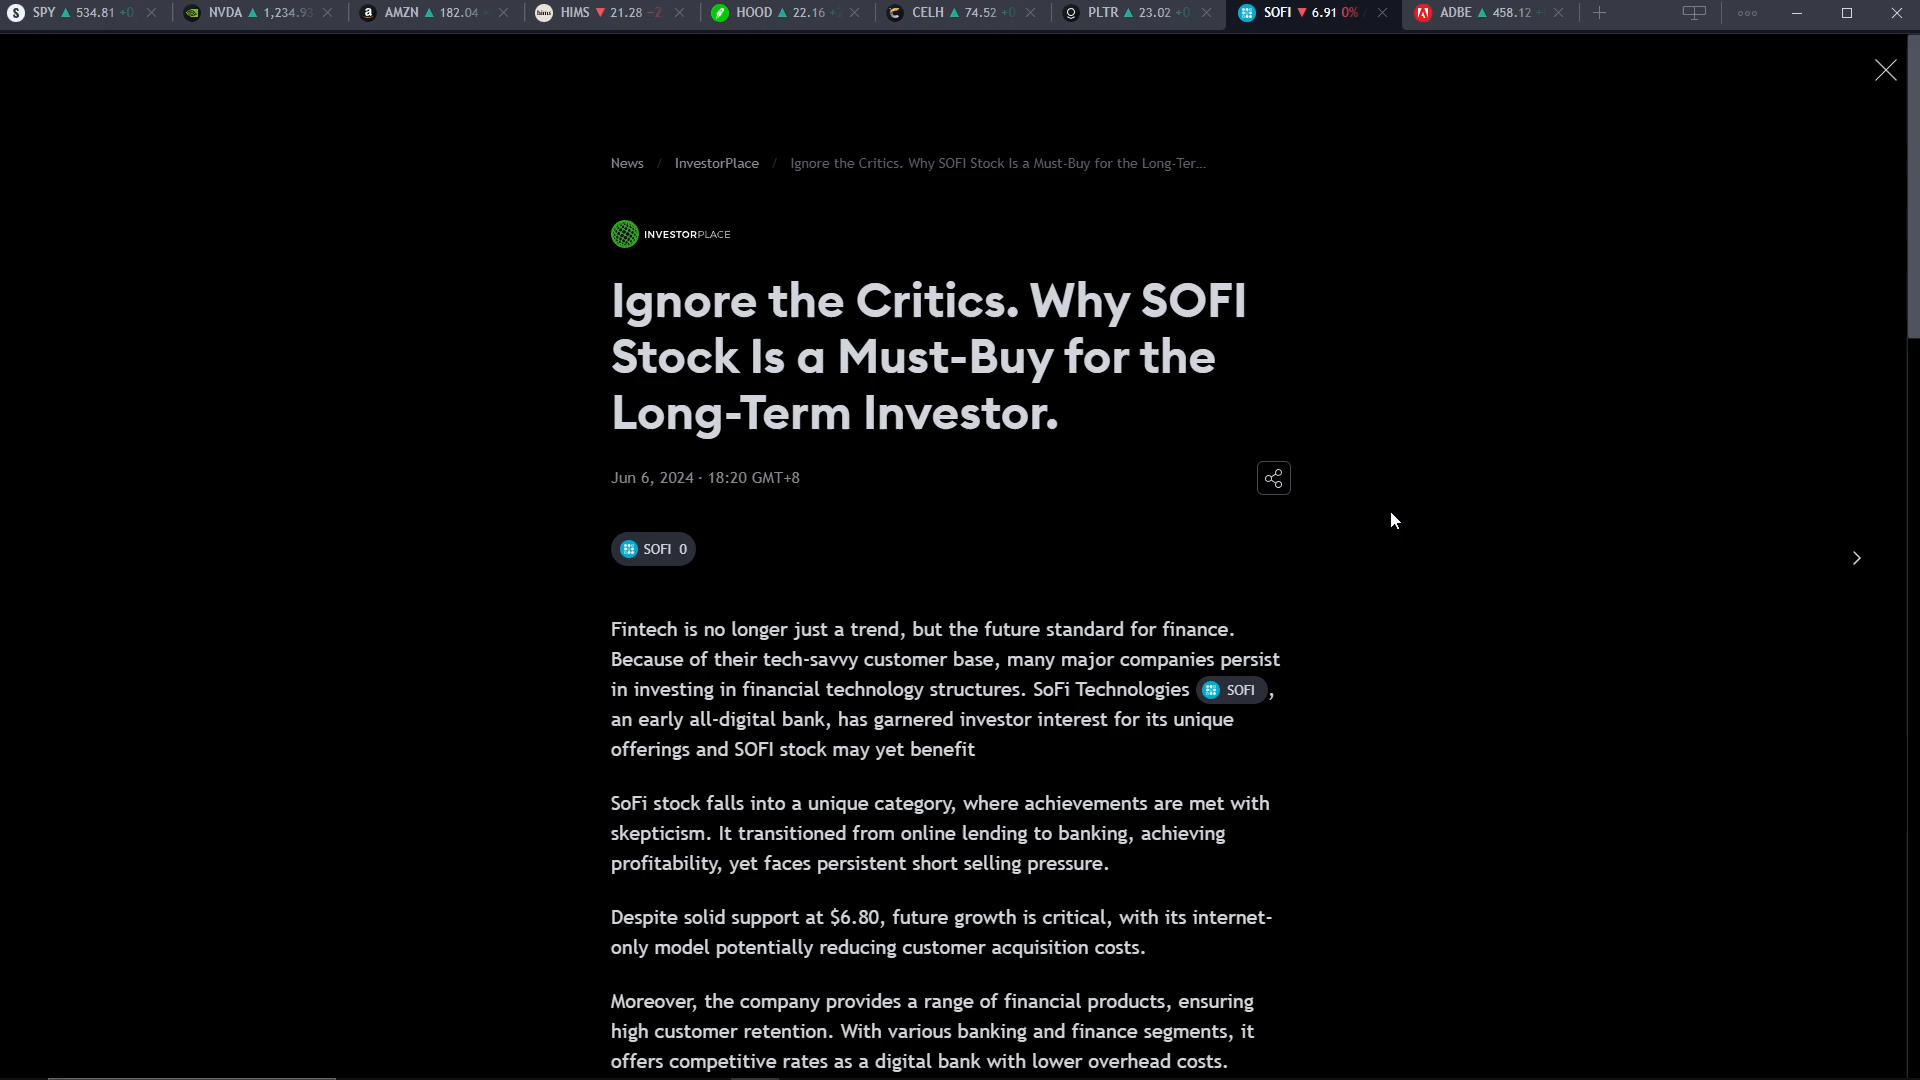 SPY ▲ 534.81 +0
NVDA ▲ 1,234.93
AMZN ▲ 182.04
hims HIMS ▼ 21.28 −2
HOOD ▲ 22.16 +
CELH ▲ 74.52 +0
PLTR ▲ 23.02 +0
SOFI ▼ 6.91 0%
ADBE ▲ 458.12 +
News / InvestorPlace / Ignore the Critics. Why SOFI Stock Is a Must-Buy for the Long-Ter...
INVESTORPLACE
Ignore the Critics. Why SOFI
Stock Is a Must-Buy for the
Long-Term Investor.
Jun 6, 2024 · 18:20 GMT+8
SOFI 0
Fintech is no longer just a trend, but the future standard for finance.
Because of their tech-savvy customer base, many major companies persist
in investing in financial technology structures. SoFi Technologies SOFI ,
an early all-digital bank, has garnered investor interest for its unique
offerings and SOFI stock may yet benefit
SoFi stock falls into a unique category, where achievements are met with
skepticism. It transitioned from online lending to banking, achieving
profitability, yet faces persistent short selling pressure.
Despite solid support at $6.80, future growth is critical, with its internet-
only model potentially reducing customer acquisition costs.
Moreover, the company provides a range of financial products, ensuring
high customer retention. With various banking and finance segments, it
offers competitive rates as a digital bank with lower overhead costs.